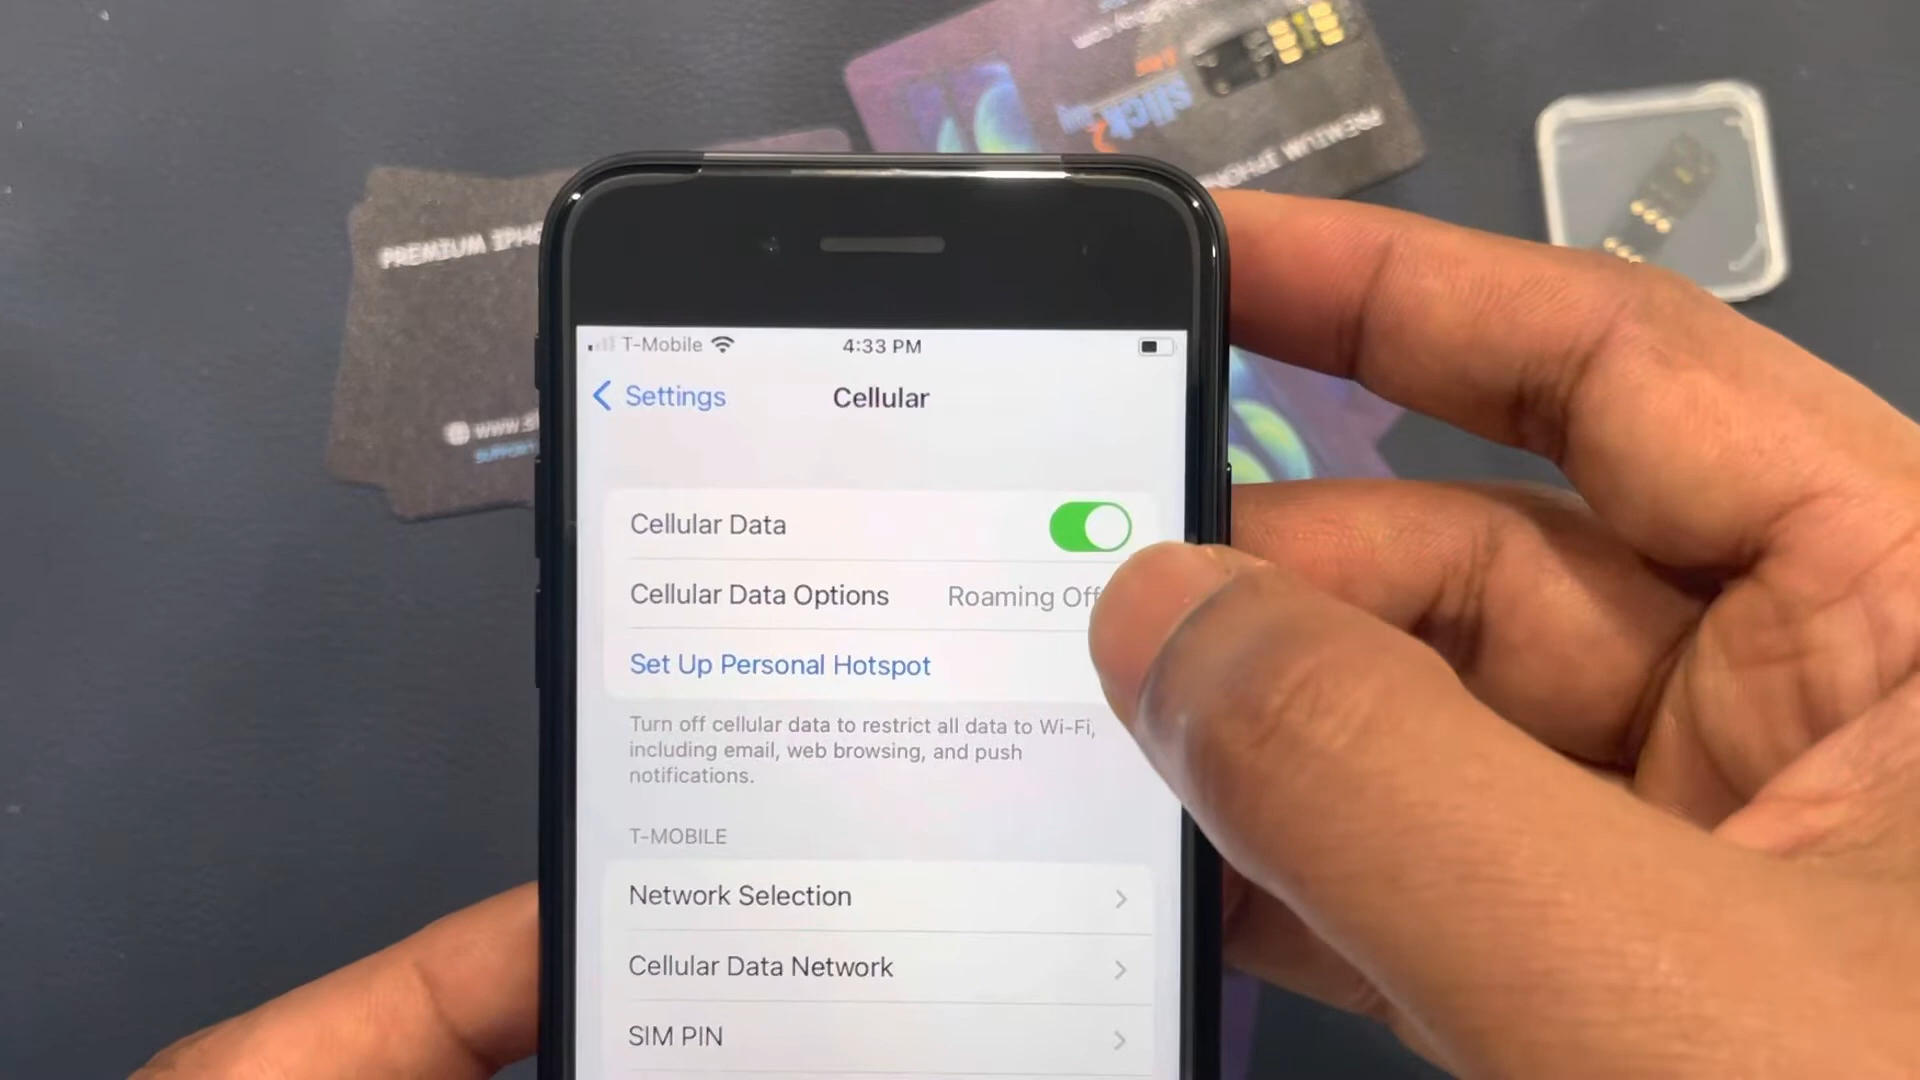 PREMIUM IPHONE
PREMIUM
T-Mobile 4:33 PM
Settings
Cellular
Cellular Data
Cellular Data Options Roaming Off
Set Up Personal Hotspot
Turn off cellular data to restrict all data to Wi-Fi,
including email, web browsing, and push
notifications.
T-MOBILE
Network Selection
Cellular Data Network
SIM PIN